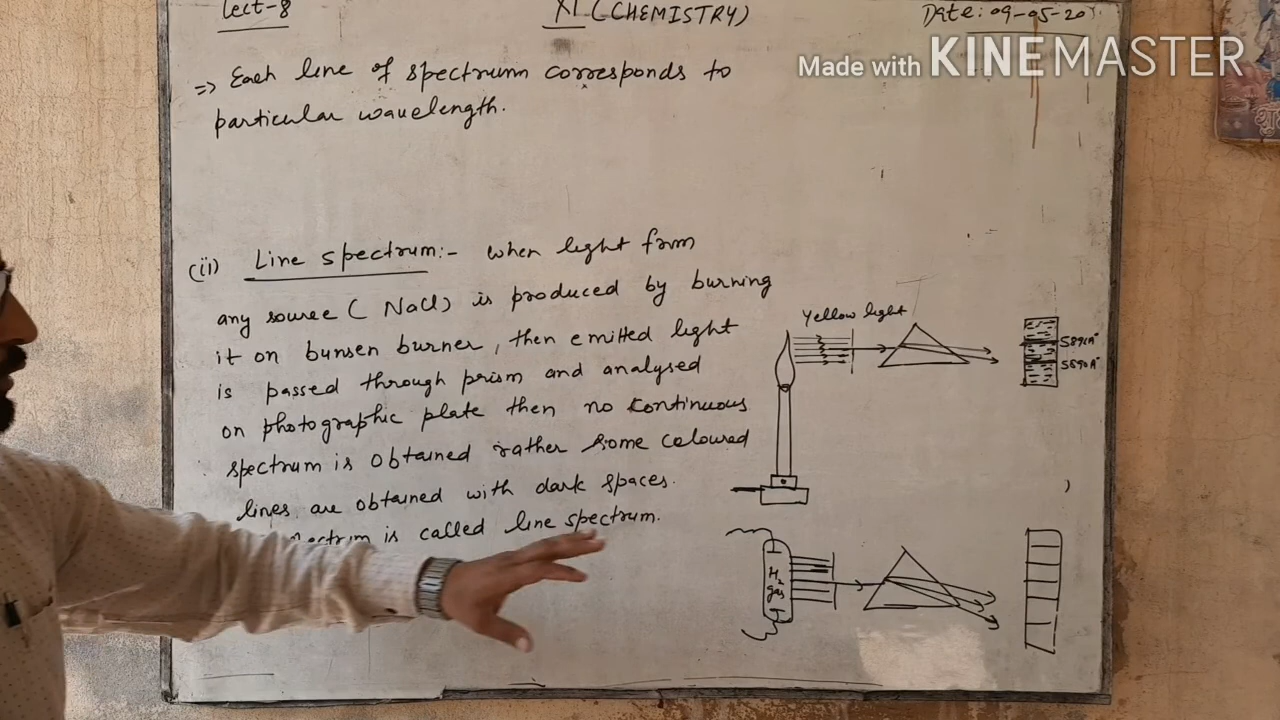 Lect-8
XI (CHEMISTRY)
Date: 09-05-20
Made with KINEMASTER
=> Each line of spectrum corresponds to
particular wavelength.
(ii) Line spectrum:- when light form
any source ( NaCl) is produced by burning
it on bunsen burner, then emitted light
is passed through prism and analysed
on photographic plate then no continuous
spectrum is obtained rather some coloured
lines are obtained with dark spaces.
is called line spectrum.
Yellow light
5896A°
5890A°
H2
gas